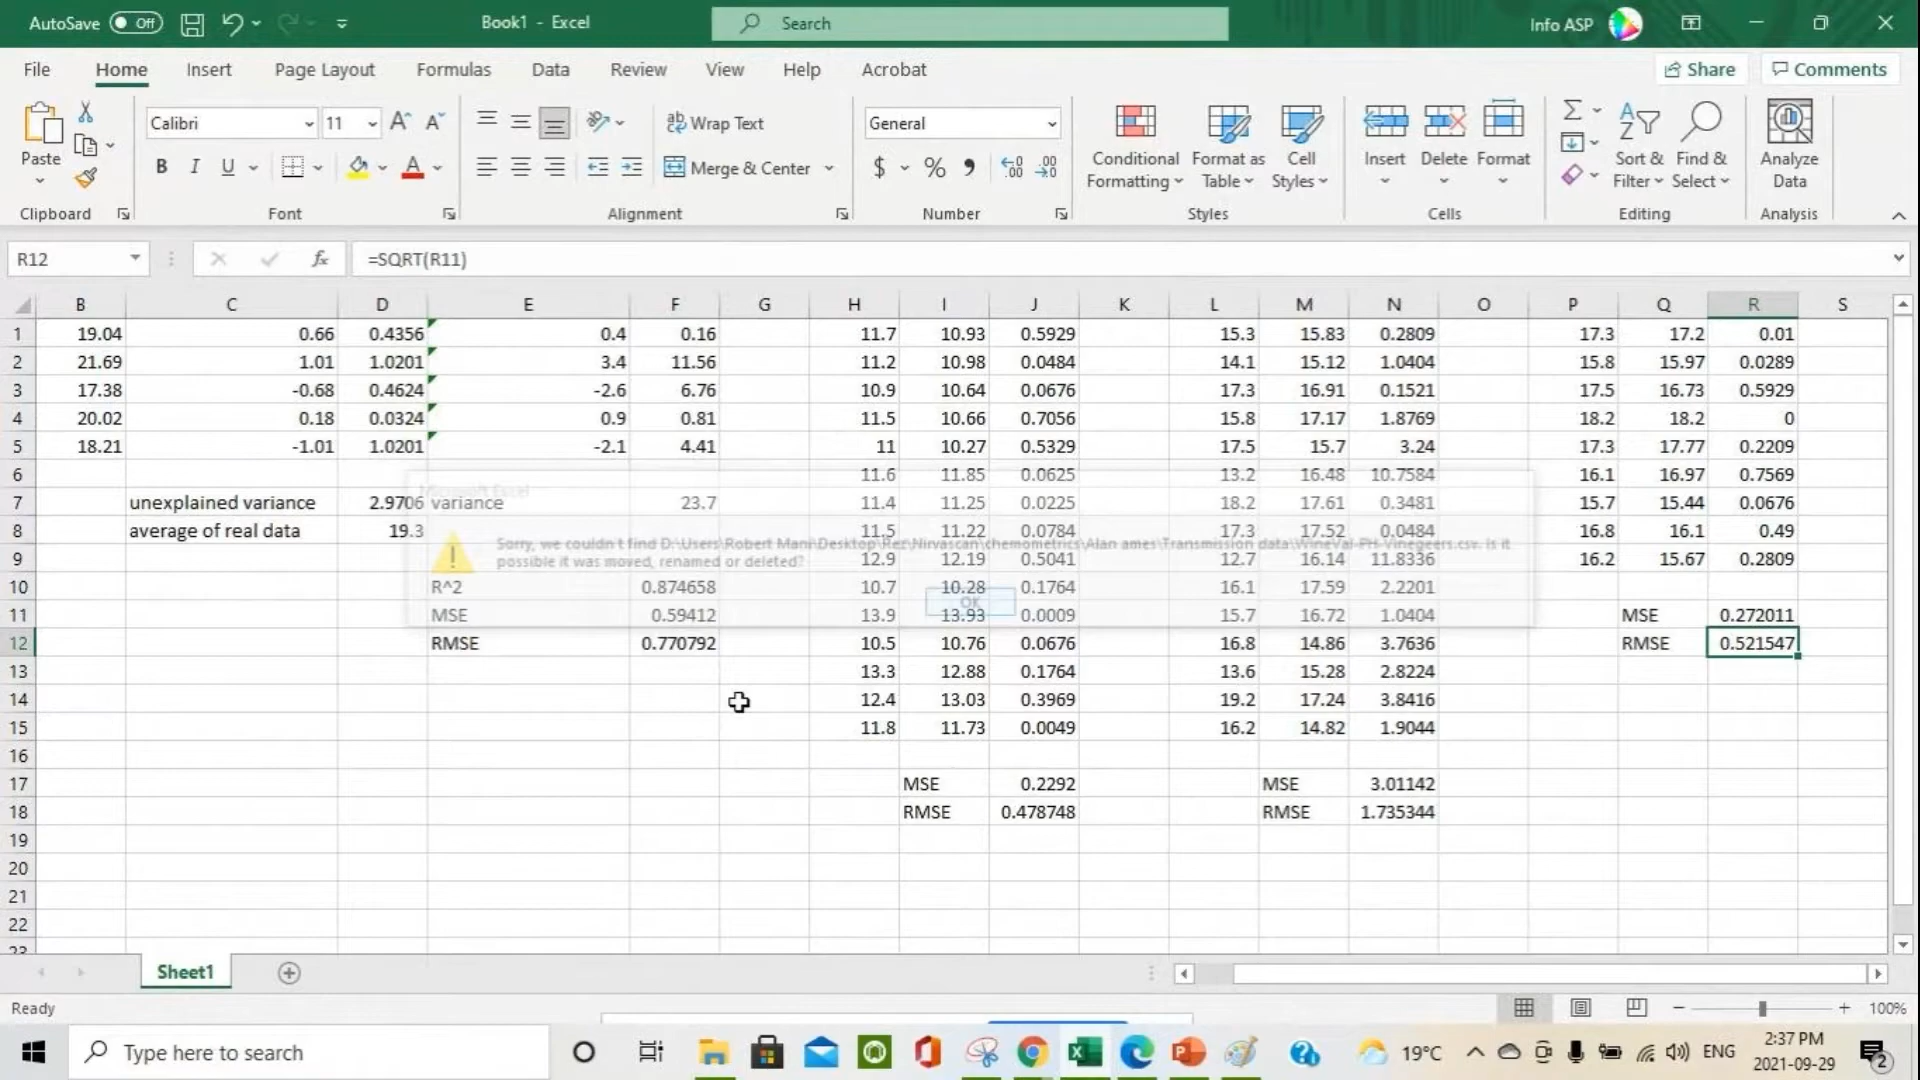 AutoSave Off Book1 - Excel Search Info ASP
File Home Insert Page Layout Formulas Data Review View Help Acrobat Share Comments
Calibri 11 A A Wrap Text General
Paste B I U A Merge & Center $ % , Conditional Formatting Format as Table Cell Styles Insert Delete Format Sort & Filter Find & Select Analyze Data
Clipboard Font Alignment Number Styles Cells Editing Analysis
R12 fx =SQRT(R11)
B C D E F G H I J K L M N O P Q R S
1 19.04 0.66 0.4356 0.4 0.16 11.7 10.93 0.5929 15.3 15.83 0.2809 17.3 17.2 0.01
2 21.69 1.01 1.0201 3.4 11.56 11.2 10.98 0.0484 14.1 15.12 1.0404 15.8 15.97 0.0289
3 17.38 -0.68 0.4624 -2.6 6.76 10.9 10.64 0.0676 17.3 16.91 0.1521 17.5 16.73 0.5929
4 20.02 0.18 0.0324 0.9 0.81 11.5 10.66 0.7056 15.8 17.17 1.8769 18.2 18.2 0
5 18.21 -1.01 1.0201 -2.1 4.41 11 10.27 0.5329 17.5 15.7 3.24 17.3 17.77 0.2209
6 11.6 11.85 0.0625 13.2 16.48 10.7584 16.1 16.97 0.7569
Microsoft Excel
7 unexplained variance 2.9706 variance 23.7 11.4 11.25 0.0225 18.2 17.61 0.3481 15.7 15.44 0.0676
8 average of real data 19.3 11.5 11.22 0.0784 17.3 17.52 0.0484 16.8 16.1 0.49
Sorry, we couldn't find D:\Users\Robert Mani\Desktop\Rez\Nirvascan\chemometrics\Alan ames\Transmission data\WineVal-PH-Vinegeers.csv. Is it
possible it was moved, renamed or deleted?
9 12.9 12.19 0.5041 12.7 16.14 11.8336 16.2 15.67 0.2809
10 R^2 0.874658 10.7 10.28 0.1764 16.1 17.59 2.2201
OK
11 MSE 0.59412 13.9 13.93 0.0009 15.7 16.72 1.0404 MSE 0.272011
12 RMSE 0.770792 10.5 10.76 0.0676 16.8 14.86 3.7636 RMSE 0.521547
13 13.3 12.88 0.1764 13.6 15.28 2.8224
14 12.4 13.03 0.3969 19.2 17.24 3.8416
15 11.8 11.73 0.0049 16.2 14.82 1.9044
16
17 MSE 0.2292 MSE 3.01142
18 RMSE 0.478748 RMSE 1.735344
19
20
21
22
23
Sheet1
Ready 100%
Type here to search 19°C ENG 2:37 PM
2021-09-29 2